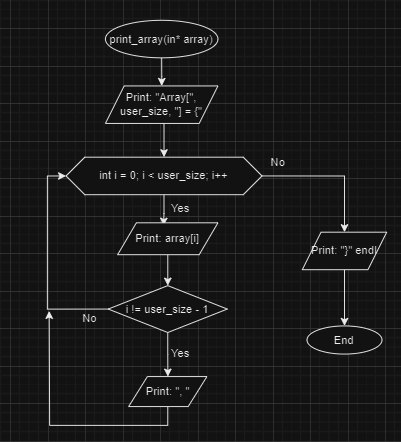 print_array(in* array)
Print: "Array[",
user_size, "] = {"
No
int i = 0; i < user_size; i++
Yes
Print: array[i]
Print: "}" endl
i != user_size - 1
No
End
Yes
Print: ", "